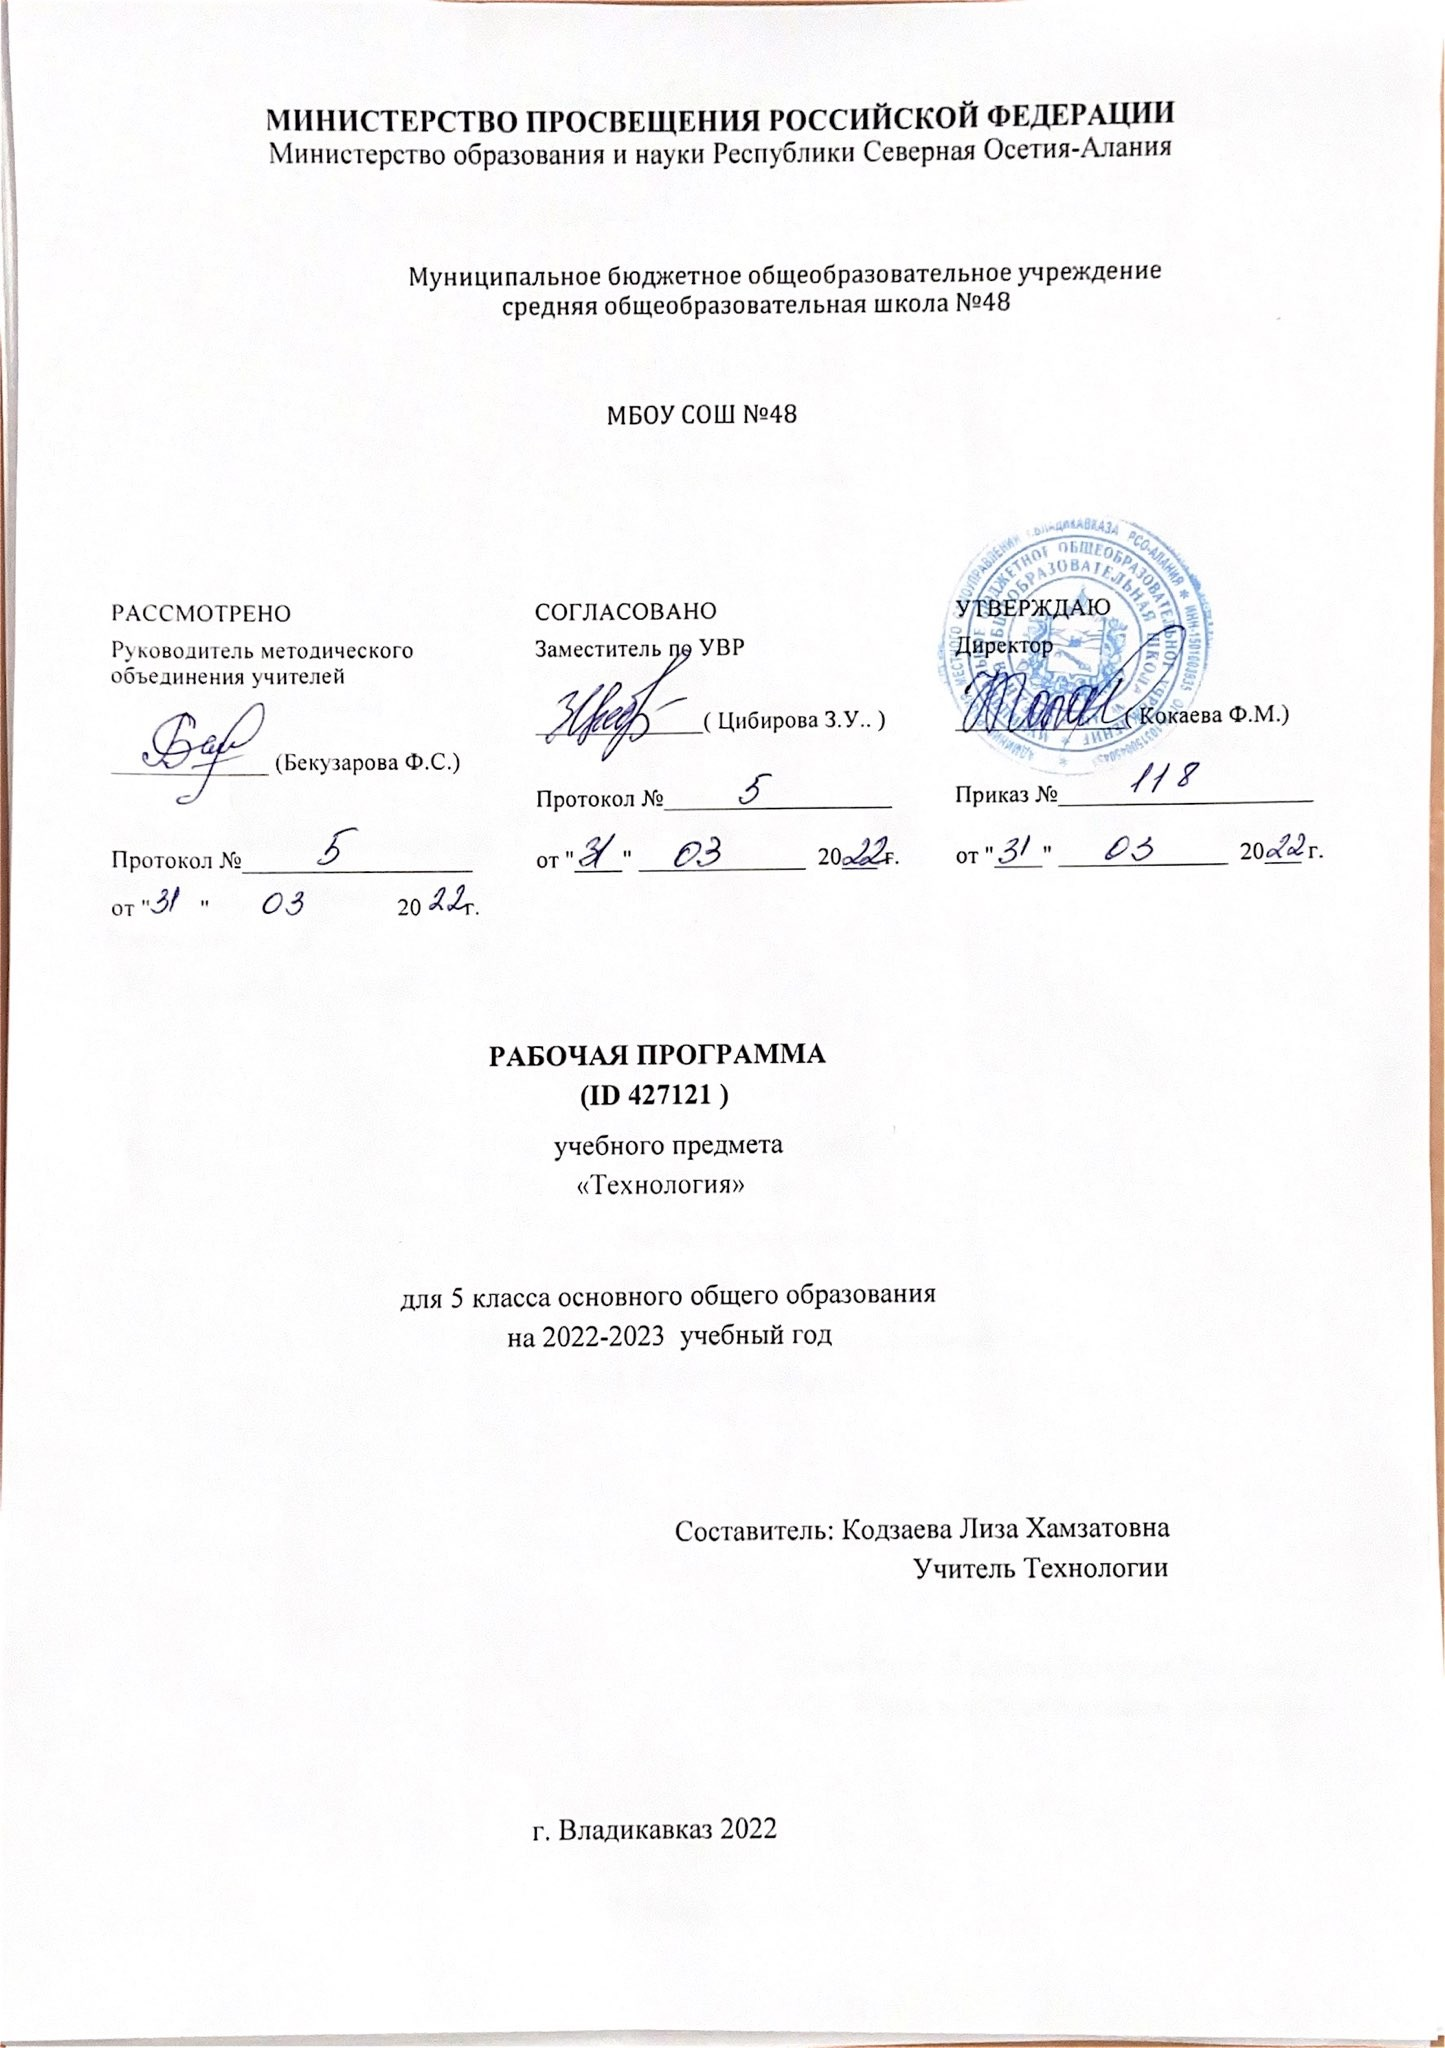 МИНИСТЕРСТВО ПРОСВЕЩЕНИЯ РОССИЙСКОЙ ФЕДЕРАЦИИ
Министерство образования и науки Республики Северная Осетия-Алания
Муниципальное бюджетное общеобразовательное учреждение
средняя общеобразовательная школа №48
МБОУ СОШ №48
РАССМОТРЕНО
Руководитель методического
объединения учителей
(Бекузарова Ф.С.)
Протокол № 5
от "31 " 03 20 22г.
СОГЛАСОВАНО
Заместитель по УВР
( Цибирова З.У.. )
Протокол № 5
от "31" 03 2022г.
УТВЕРЖДАЮ
Директор
( Кокаева Ф.М.)
Приказ № 118
от "31" 03 2022 г.
РАБОЧАЯ ПРОГРАММА
(ID 427121 )
учебного предмета
«Технология»
для 5 класса основного общего образования
на 2022-2023 учебный год
Составитель: Кодзаева Лиза Хамзатовна
Учитель Технологии
г. Владикавказ 2022